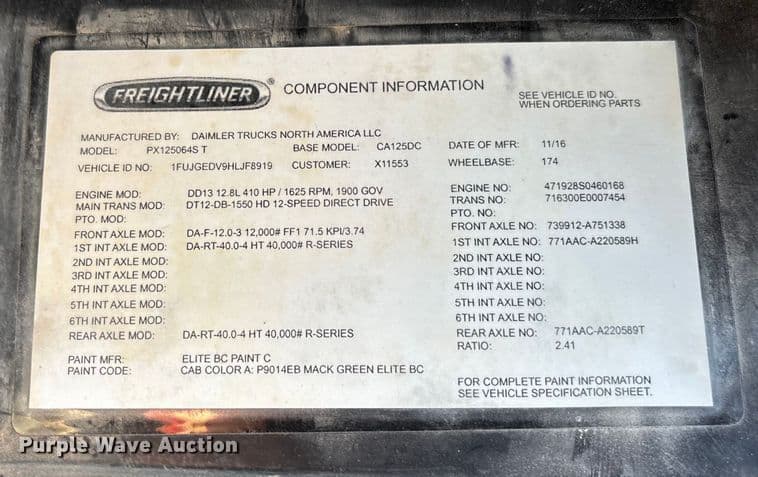 FREIGHTLINER® COMPONENT INFORMATION
SEE VEHICLE ID NO.
WHEN ORDERING PARTS
MANUFACTURED BY: DAIMLER TRUCKS NORTH AMERICA LLC
MODEL: PX125064S T BASE MODEL: CA125DC DATE OF MFR: 11/16
VEHICLE ID NO: 1FUJGEDV9HLJF8919 CUSTOMER: X11553 WHEELBASE: 174
ENGINE MOD: DD13 12.8L 410 HP / 1625 RPM, 1900 GOV ENGINE NO: 471928S0460168
MAIN TRANS MOD: DT12-DB-1550 HD 12-SPEED DIRECT DRIVE TRANS NO: 716300E0007454
PTO. MOD: PTO. NO:
FRONT AXLE MOD: DA-F-12.0-3 12,000# FF1 71.5 KPI/3.74 FRONT AXLE NO: 739912-A751338
1ST INT AXLE MOD: DA-RT-40.0-4 HT 40,000# R-SERIES 1ST INT AXLE NO: 771AAC-A220589H
2ND INT AXLE MOD: 2ND INT AXLE NO:
3RD INT AXLE MOD: 3RD INT AXLE NO:
4TH INT AXLE MOD: 4TH INT AXLE NO:
5TH INT AXLE MOD: 5TH INT AXLE NO:
6TH INT AXLE MOD: 6TH INT AXLE NO:
REAR AXLE MOD: DA-RT-40.0-4 HT 40,000# R-SERIES REAR AXLE NO: 771AAC-A220589T
RATIO: 2.41
PAINT MFR: ELITE BC PAINT C
PAINT CODE: CAB COLOR A: P9014EB MACK GREEN ELITE BC
FOR COMPLETE PAINT INFORMATION
SEE VEHICLE SPECIFICATION SHEET.
Purple Wave Auction